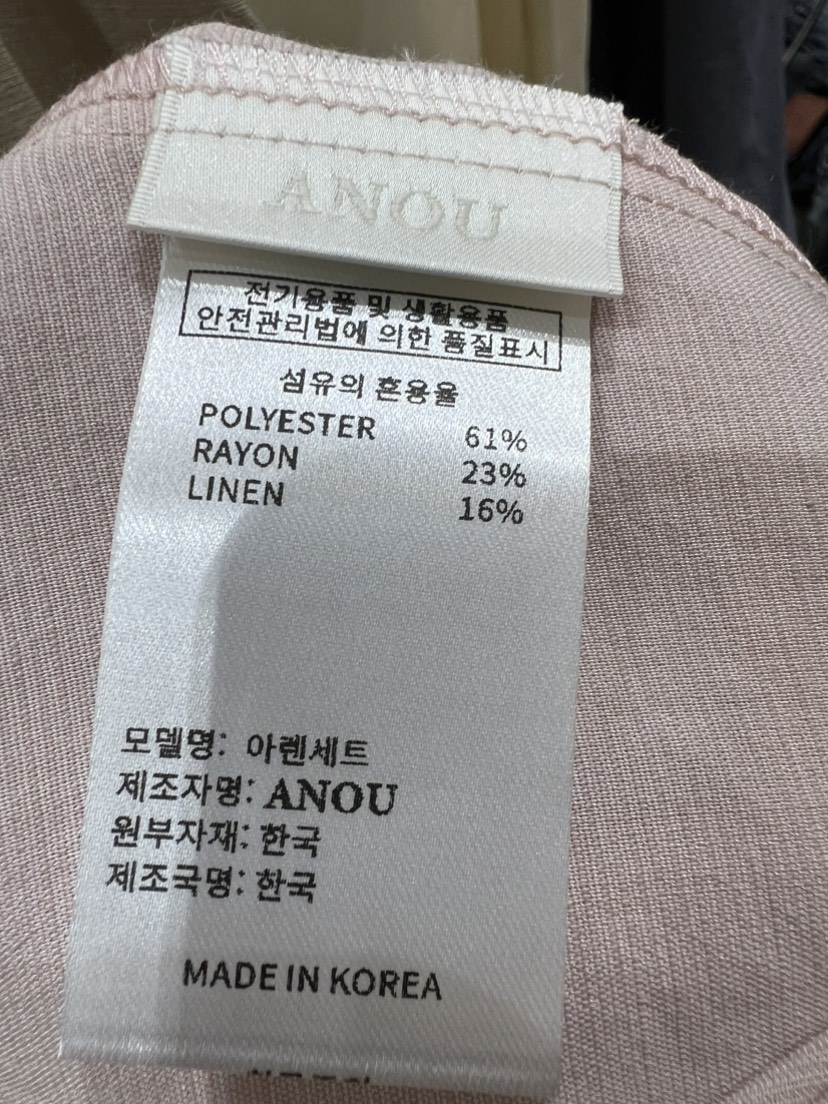 ANOU
전기용품 및 생활용품
안전관리법에 의한 품질표시
섬유의 혼용율
POLYESTER 61%
RAYON 23%
LINEN 16%
모델명: 아렌세트
제조자명: ANOU
원부자재: 한국
제조국명: 한국
MADE IN KOREA